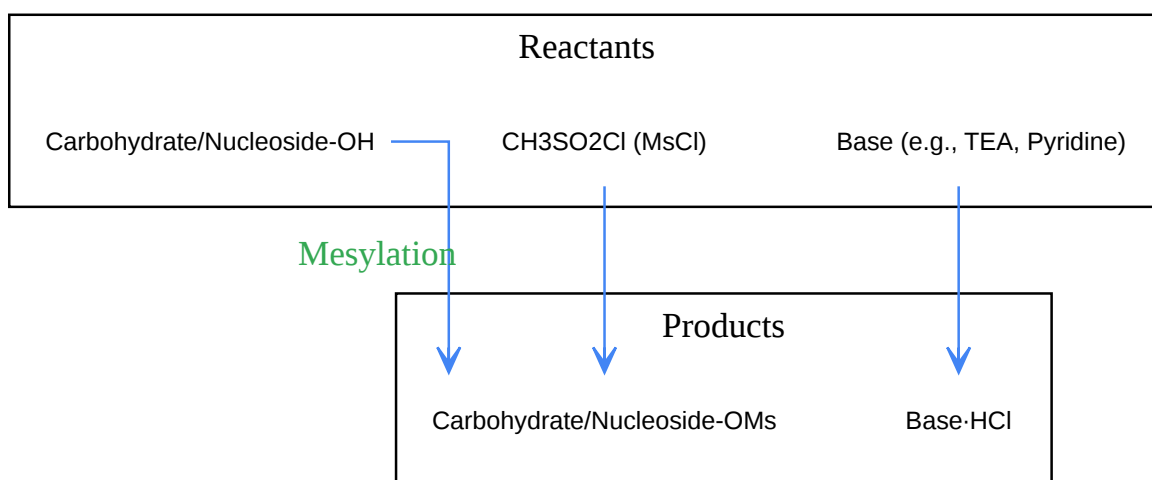 Reactants
Carbohydrate/Nucleoside-OH
CH3SO2Cl (MsCl)
Base (e.g., TEA, Pyridine)
Mesylation
Products
Carbohydrate/Nucleoside-OMs
Base·HCl